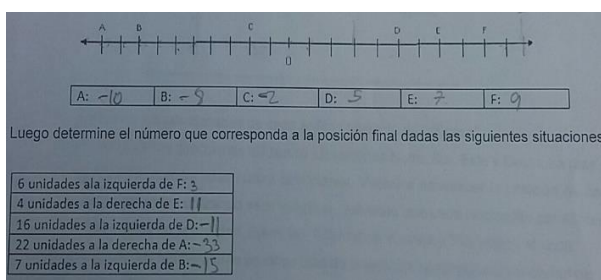 A B C D E F
0
A: -10 B: -8 C: -2 D: 5 E: 7 F: 9
Luego determine el número que corresponda a la posición final dadas las siguientes situaciones
6 unidades ala izquierda de F: 3
4 unidades a la derecha de E: 11
16 unidades a la izquierda de D: -11
22 unidades a la derecha de A: -33
7 unidades a la izquierda de B: -15